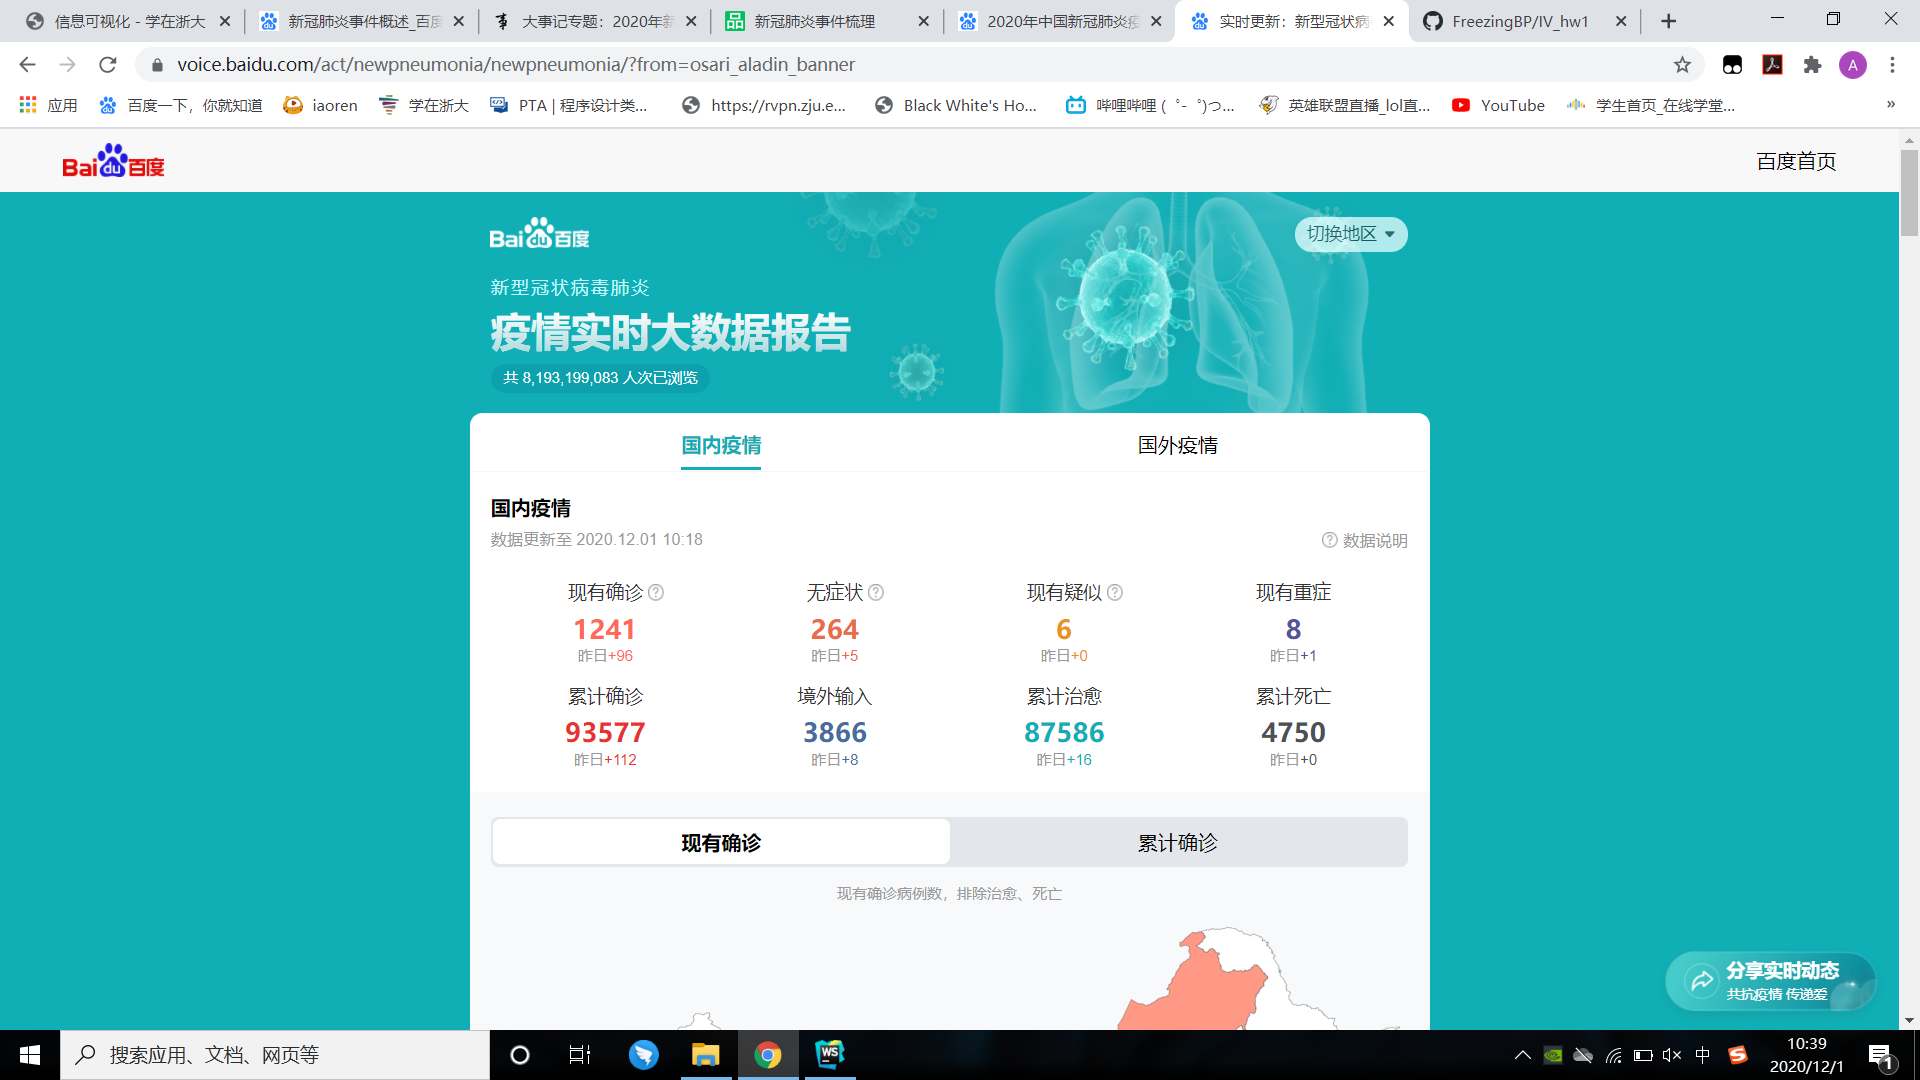 信息可视化 - 学在浙大
新冠肺炎事件概述_百度
大事记专题：2020年新
新冠肺炎事件梳理
2020年中国新冠肺炎疫
实时更新：新型冠状病
FreezingBP/IV_hw1
voice.baidu.com/act/newpneumonia/newpneumonia/?from=osari_aladin_banner
A
应用
百度一下，你就知道
iaoren
学在浙大
PTA | 程序设计类...
https://rvpn.zju.e...
Black White's Ho...
哔哩哔哩 ( ゜- ゜)つ...
英雄联盟直播_lol直...
YouTube
学生首页_在线学堂...
»
Bai du 百度
百度首页
Bai du 百度
切换地区
新型冠状病毒肺炎
疫情实时大数据报告
共 8,193,199,083 人次已浏览
国内疫情
国外疫情
国内疫情
数据更新至 2020.12.01 10:18
? 数据说明
现有确诊 ?
无症状 ?
现有疑似 ?
现有重症
1241
264
6
8
昨日+96
昨日+5
昨日+0
昨日+1
累计确诊
境外输入
累计治愈
累计死亡
93577
3866
87586
4750
昨日+112
昨日+8
昨日+16
昨日+0
现有确诊
累计确诊
现有确诊病例数，排除治愈、死亡
分享实时动态
共抗疫情 传递爱
搜索应用、文档、网页等
WS
中
S
10:39
2020/12/1
1